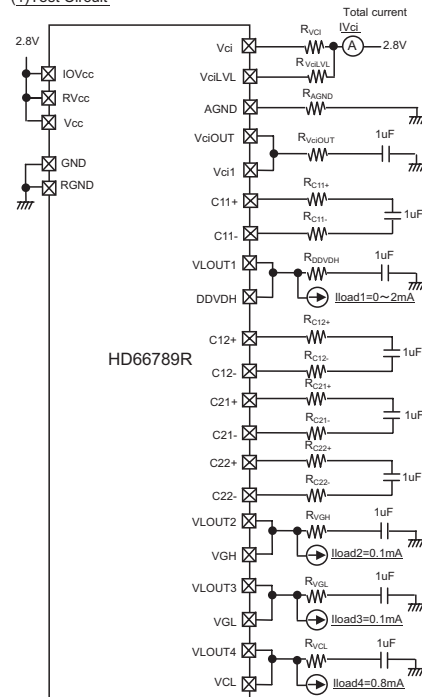 (1)Test Circuit
Total current
IVci
2.8V
Vci
RVCI
A
2.8V
IOVcc
VciLVL
RVciLVL
RVcc
AGND
RAGND
Vcc
VciOUT
RVciOUT
1uF
GND
Vci1
RGND
C11+
RC11+
1uF
C11-
RC11-
VLOUT1
RDDVDH
1uF
DDVDH
Iload1=0～2mA
C12+
RC12+
1uF
HD66789R
C12-
RC12-
C21+
RC21+
1uF
C21-
RC21-
C22+
RC22+
1uF
C22-
RC22-
VLOUT2
RVGH
1uF
VGH
Iload2=0.1mA
VLOUT3
RVGL
1uF
VGL
Iload3=0.1mA
VLOUT4
RVCL
1uF
VCL
Iload4=0.8mA